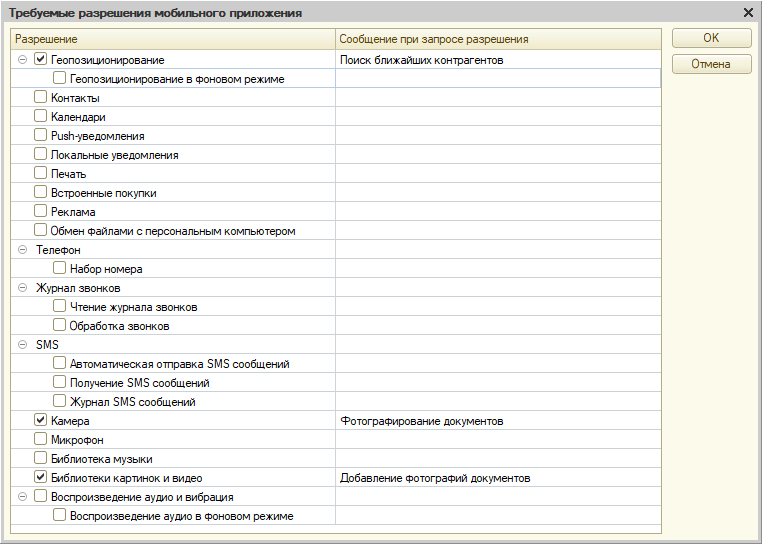 Требуемые разрешения мобильного приложения
Разрешение Сообщение при запросе разрешения
Геопозиционирование Поиск ближайших контрагентов
Геопозиционирование в фоновом режиме
Контакты
Календари
Push-уведомления
Локальные уведомления
Печать
Встроенные покупки
Реклама
Обмен файлами с персональным компьютером
Телефон
Набор номера
Журнал звонков
Чтение журнала звонков
Обработка звонков
SMS
Автоматическая отправка SMS сообщений
Получение SMS сообщений
Журнал SMS сообщений
Камера Фотографирование документов
Микрофон
Библиотека музыки
Библиотеки картинок и видео Добавление фотографий документов
Воспроизведение аудио и вибрация
Воспроизведение аудио в фоновом режиме
OK
Отмена